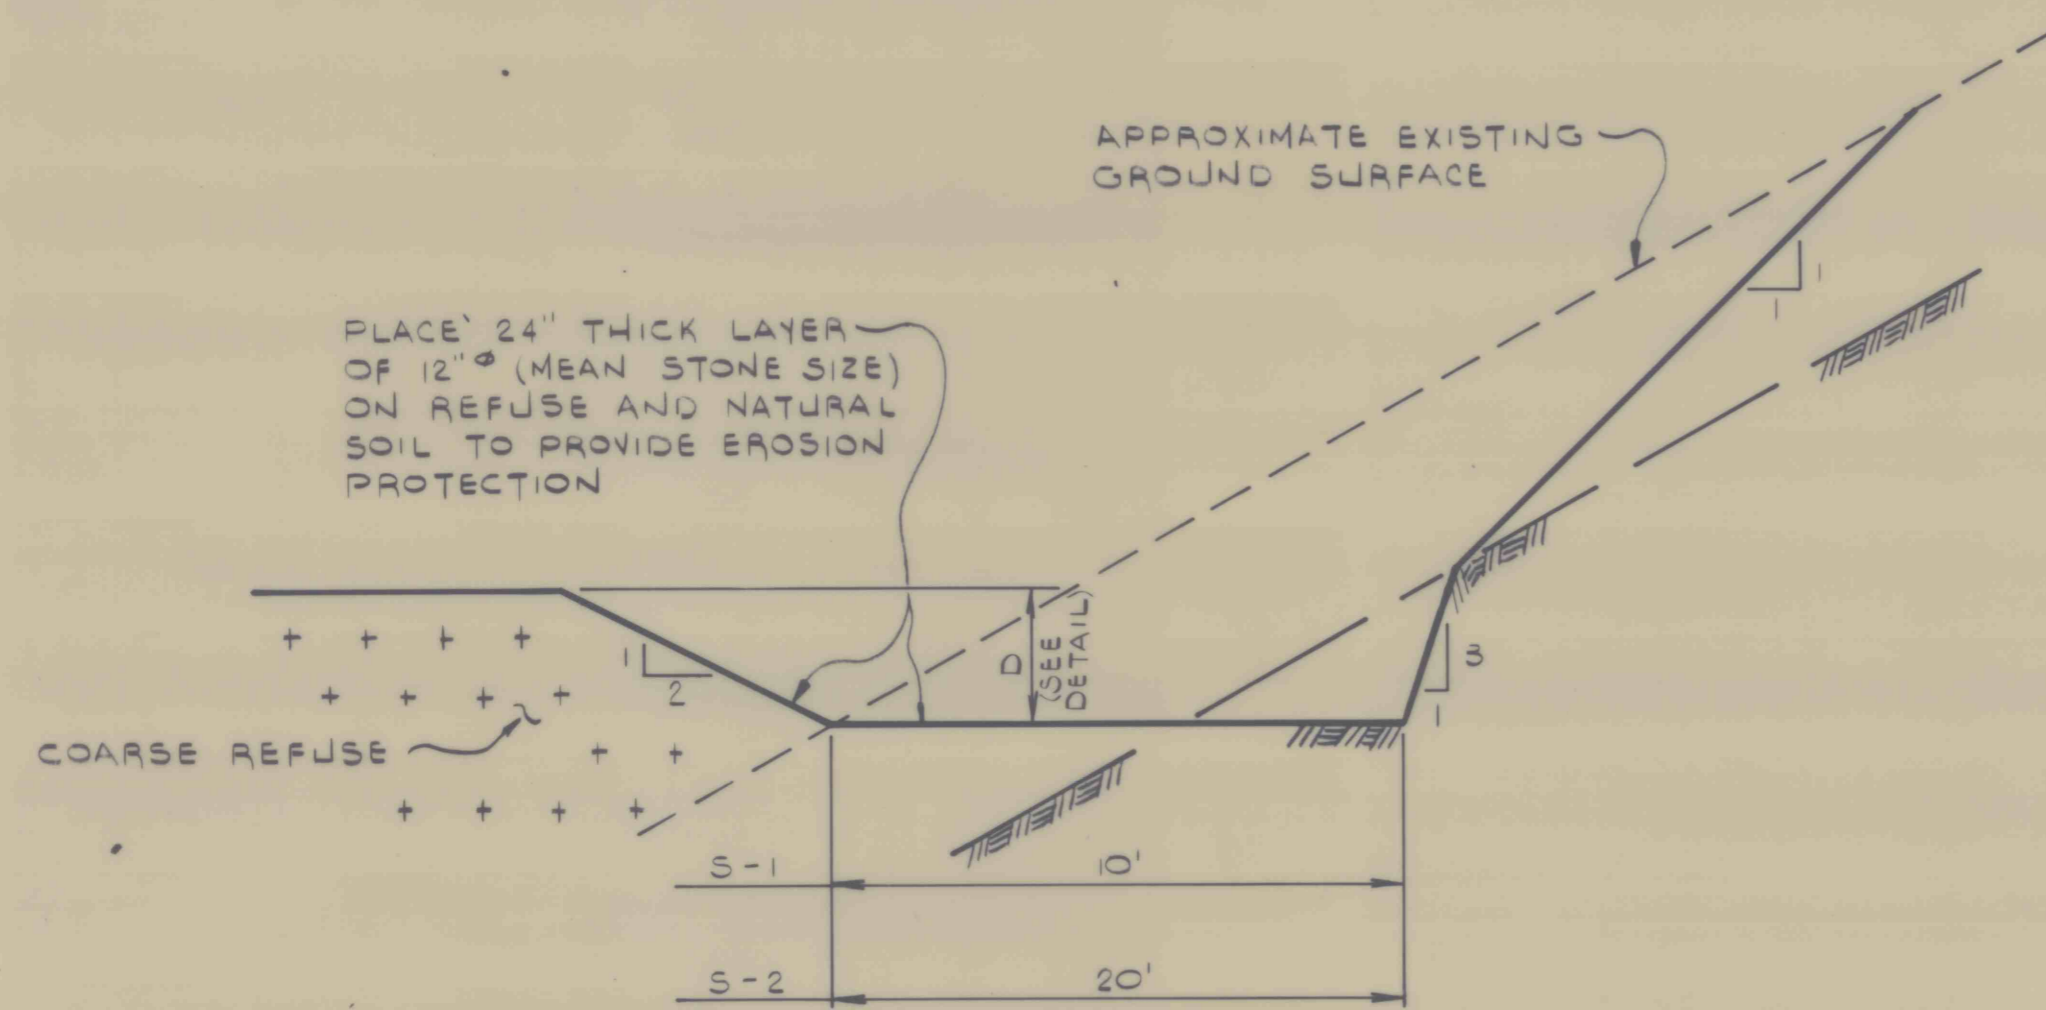 APPROXIMATE EXISTING
GROUND SURFACE
1
1
PLACE 24" THICK LAYER
OF 12"ø (MEAN STONE SIZE)
ON REFUSE AND NATURAL
SOIL TO PROVIDE EROSION
PROTECTION
1
2
D
(SEE
DETAIL)
3
1
COARSE REFUSE
S-1
10'
S-2
20'